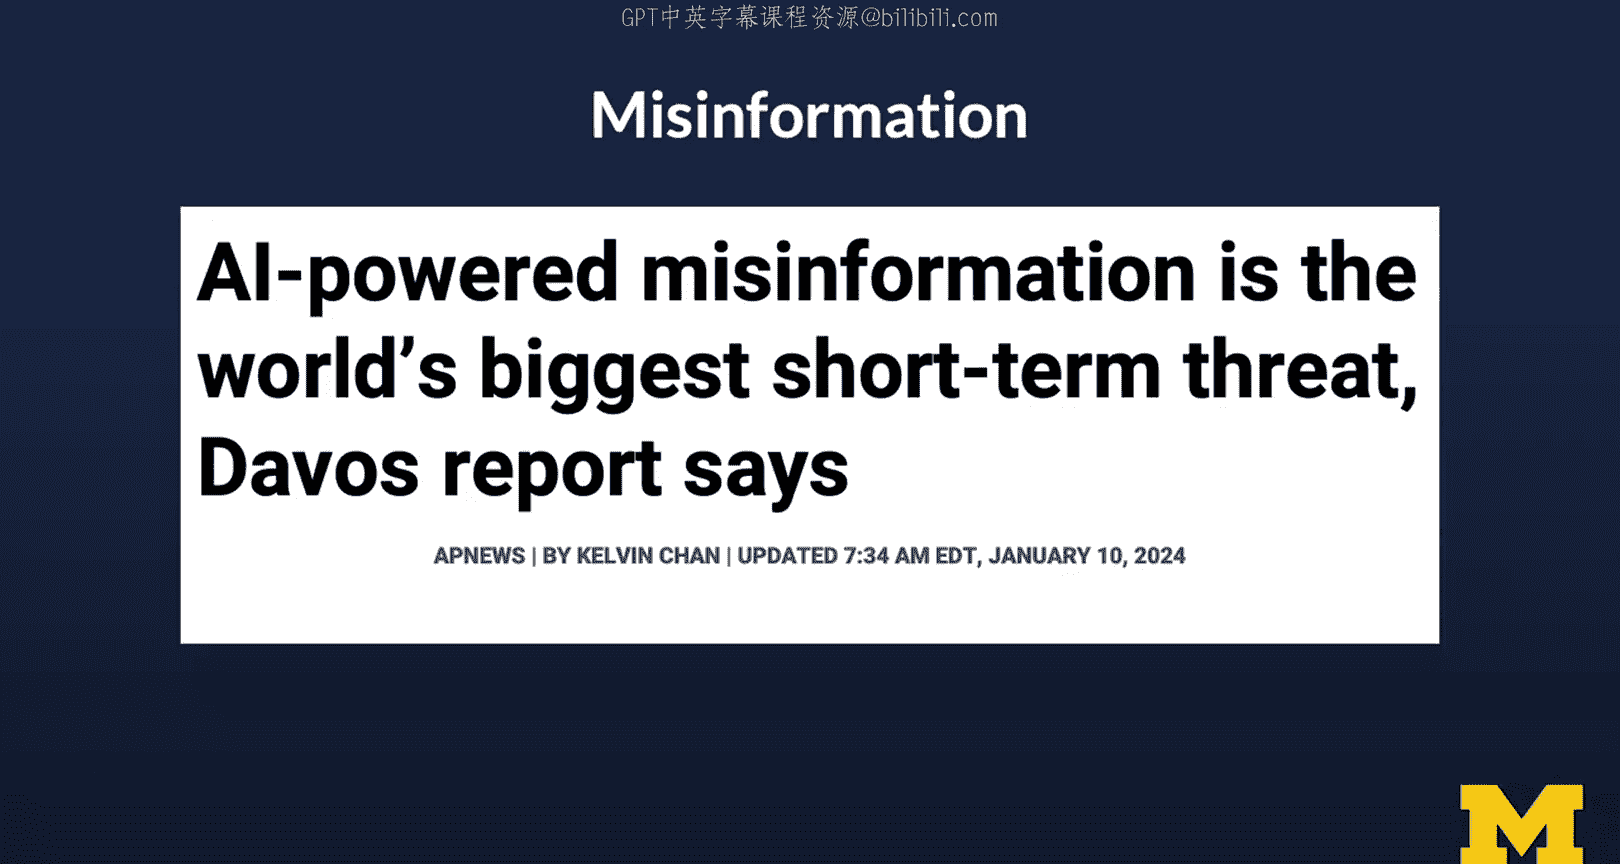 GPT中英字幕课程资源@bilibili.com
Misinformation
AI-powered misinformation is the
world’s biggest short-term threat,
Davos report says
APNEWS | BY KELVIN CHAN | UPDATED 7:34 AM EDT, JANUARY 10, 2024
M